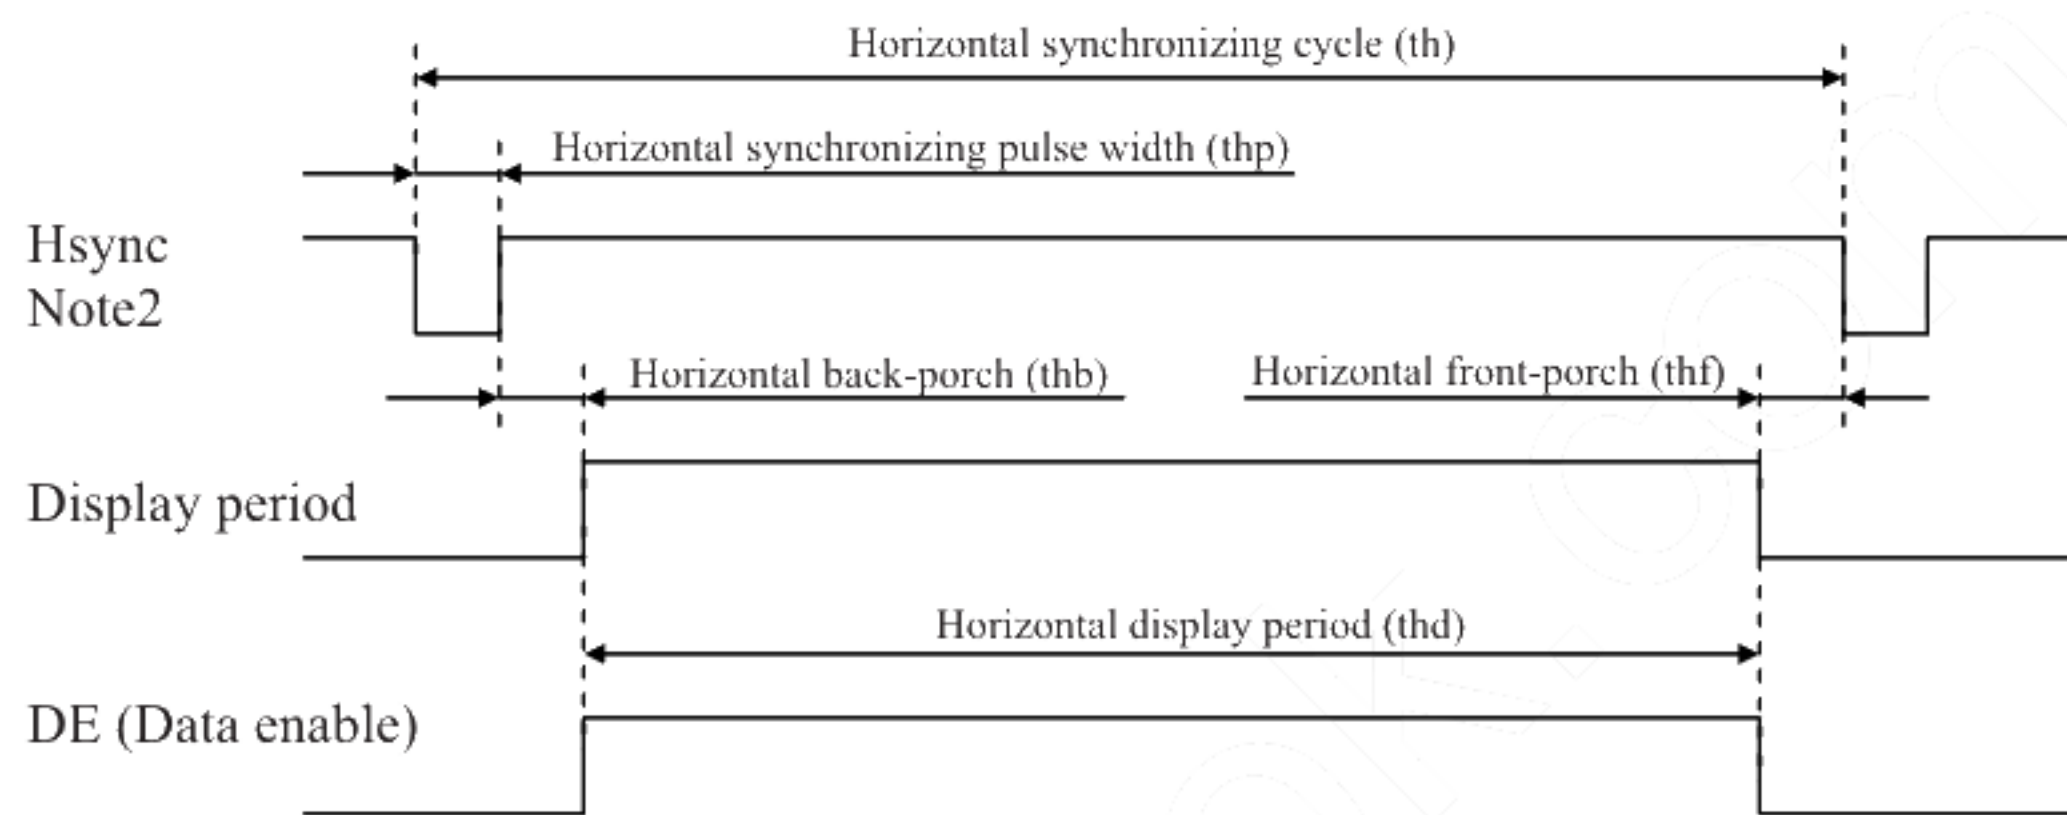 Horizontal synchronizing cycle (th)
Horizontal synchronizing pulse width (thp)
Hsync
Note2
Horizontal back-porch (thb)
Horizontal front-porch (thf)
Display period
Horizontal display period (thd)
DE (Data enable)